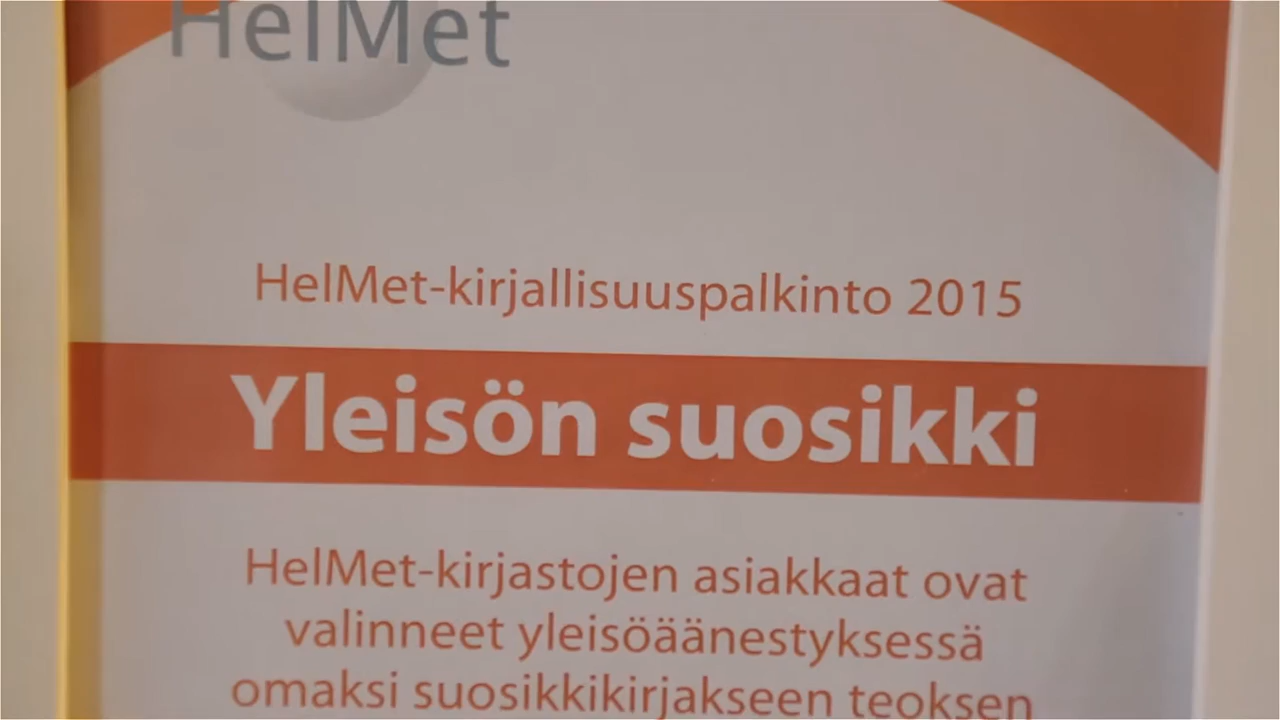 HelMet
HelMet-kirjallisuuspalkinto 2015
Yleisön suosikki
HelMet-kirjastojen asiakkaat ovat
valinneet yleisöäänestyksessä
omaksi suosikkikirjakseen teoksen